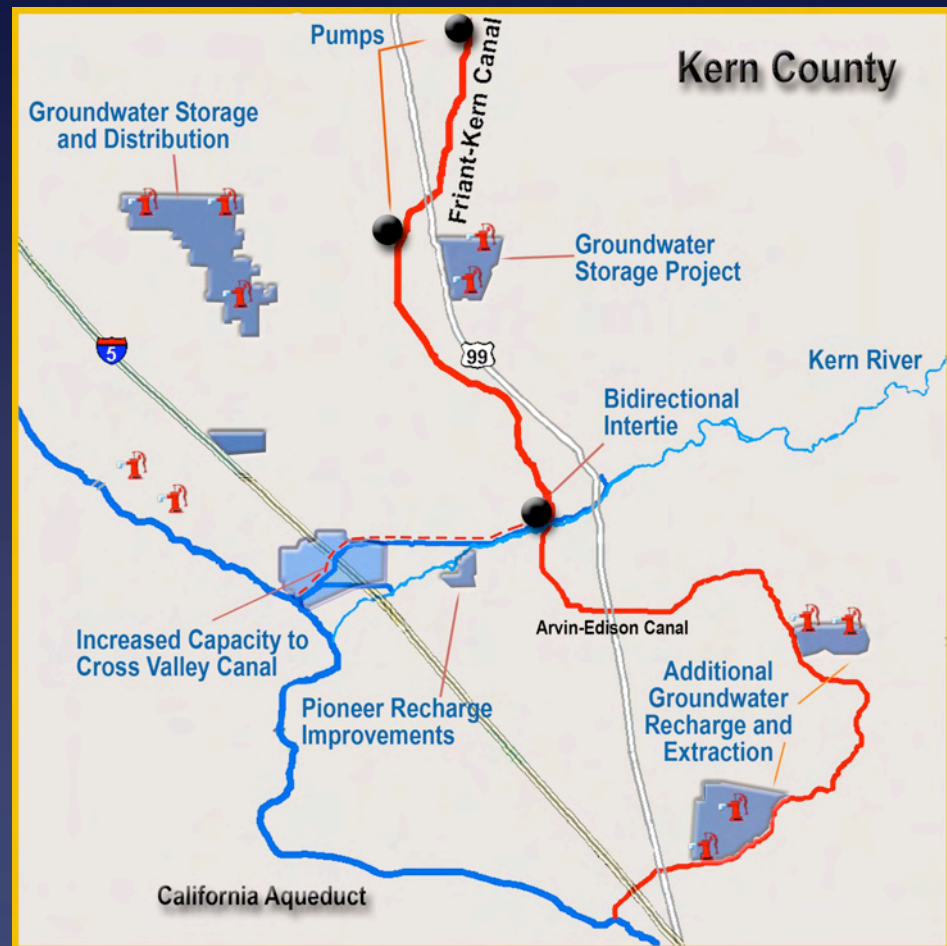 Kern County
Pumps
Friant-Kern Canal
Groundwater Storage
and Distribution
Groundwater
Storage Project
5
99
Kern River
Bidirectional
Intertie
Increased Capacity to
Cross Valley Canal
Arvin-Edison Canal
Pioneer Recharge
Improvements
Additional
Groundwater
Recharge and
Extraction
California Aqueduct